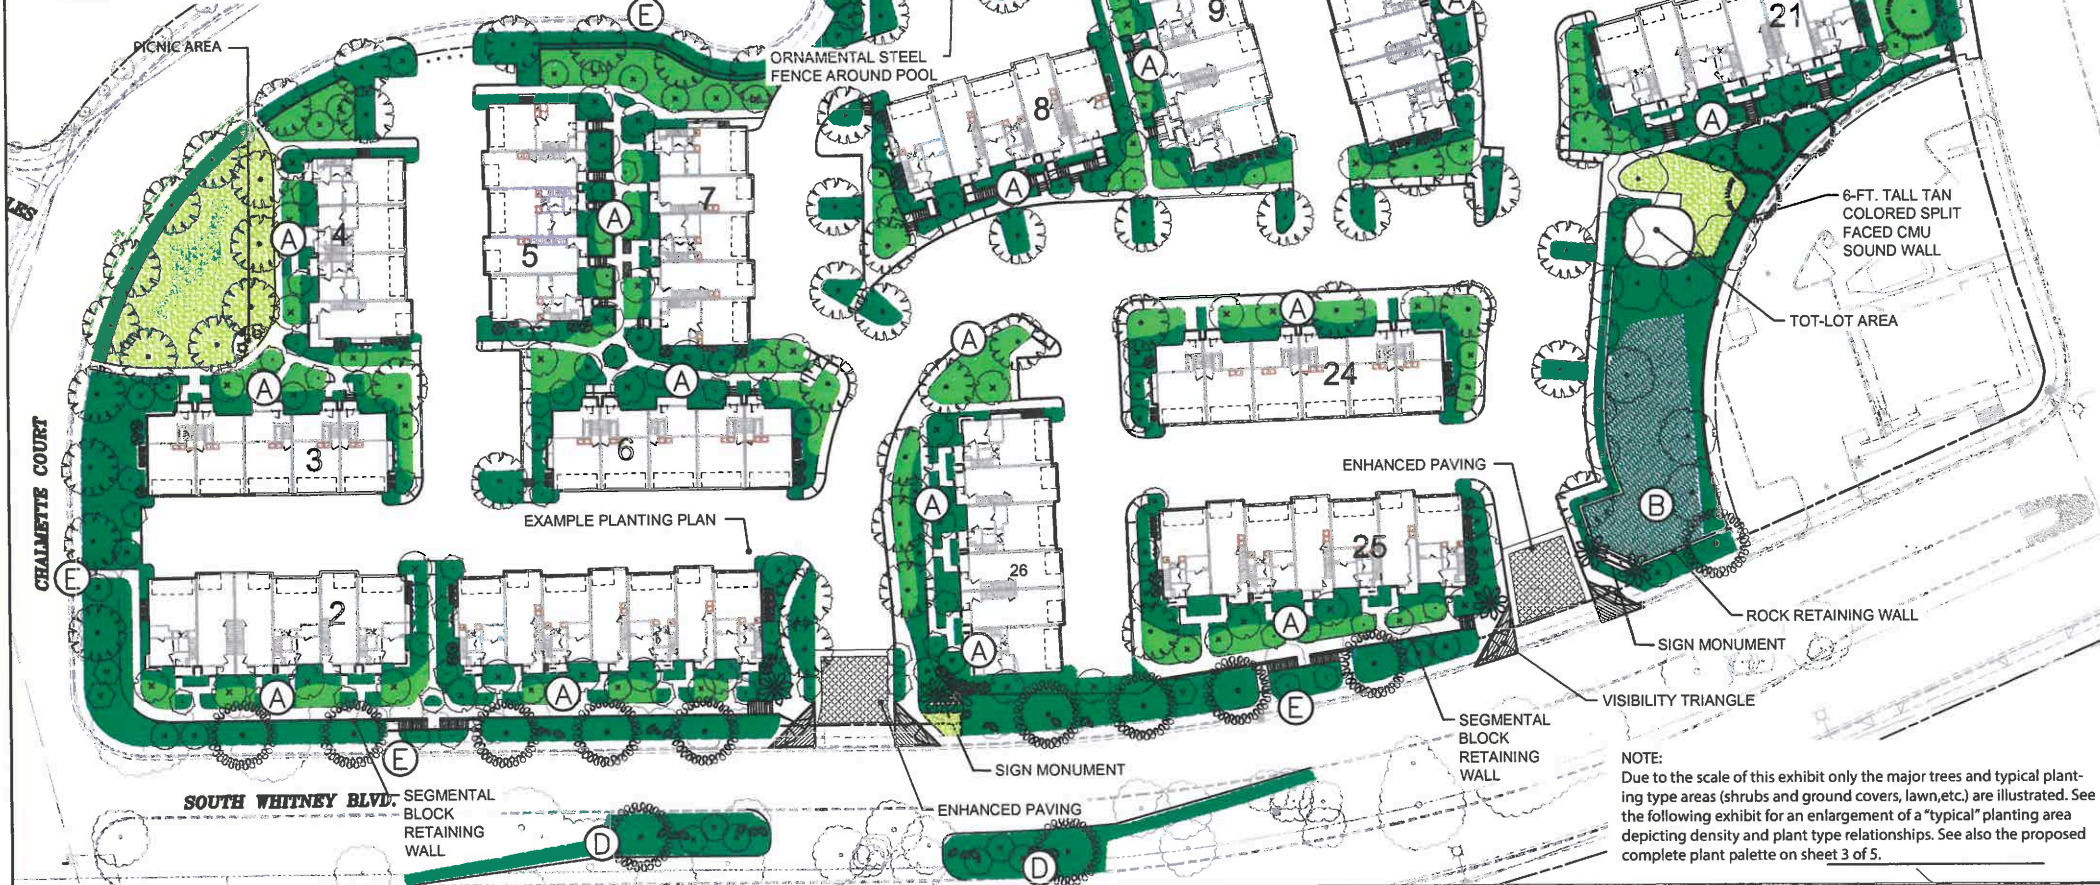 PICNIC AREA
E
A
ORNAMENTAL STEEL
FENCE AROUND POOL
9
21
8
A
A
A
4
A
5
A
7
6-FT. TALL TAN
COLORED SPLIT
FACED CMU
SOUND WALL
TOT-LOT AREA
A
A
A
A
24
3
6
CHALMETTE COURT
ENHANCED PAVING
EXAMPLE PLANTING PLAN
A
B
25
26
E
2
A
A
A
A
ROCK RETAINING WALL
SIGN MONUMENT
VISIBILITY TRIANGLE
E
E
SEGMENTAL
BLOCK
RETAINING
WALL
SIGN MONUMENT
ENHANCED PAVING
SOUTH WHITNEY BLVD.
SEGMENTAL
BLOCK
RETAINING
WALL
D
D
NOTE:
Due to the scale of this exhibit only the major trees and typical plant-
ing type areas (shrubs and ground covers, lawn,etc.) are illustrated. See
the following exhibit for an enlargement of a "typical" planting area
depicting density and plant type relationships. See also the proposed
complete plant palette on sheet 3 of 5.